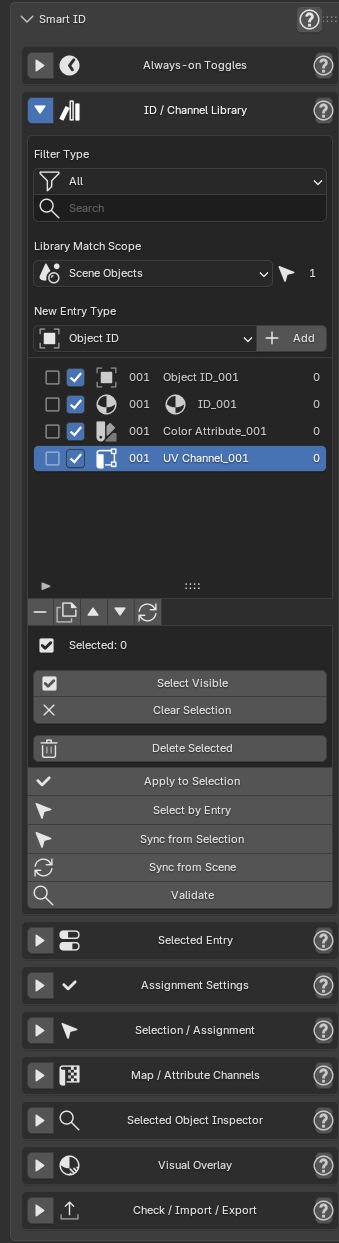 Smart ID
Always-on Toggles
ID / Channel Library
Filter Type
All
Search
Library Match Scope
Scene Objects 1
New Entry Type
Object ID Add
001 Object ID_001 0
001 ID_001 0
001 Color Attribute_001 0
001 UV Channel_001 0
Selected: 0
Select Visible
Clear Selection
Delete Selected
Apply to Selection
Select by Entry
Sync from Selection
Sync from Scene
Validate
Selected Entry
Assignment Settings
Selection / Assignment
Map / Attribute Channels
Selected Object Inspector
Visual Overlay
Check / Import / Export